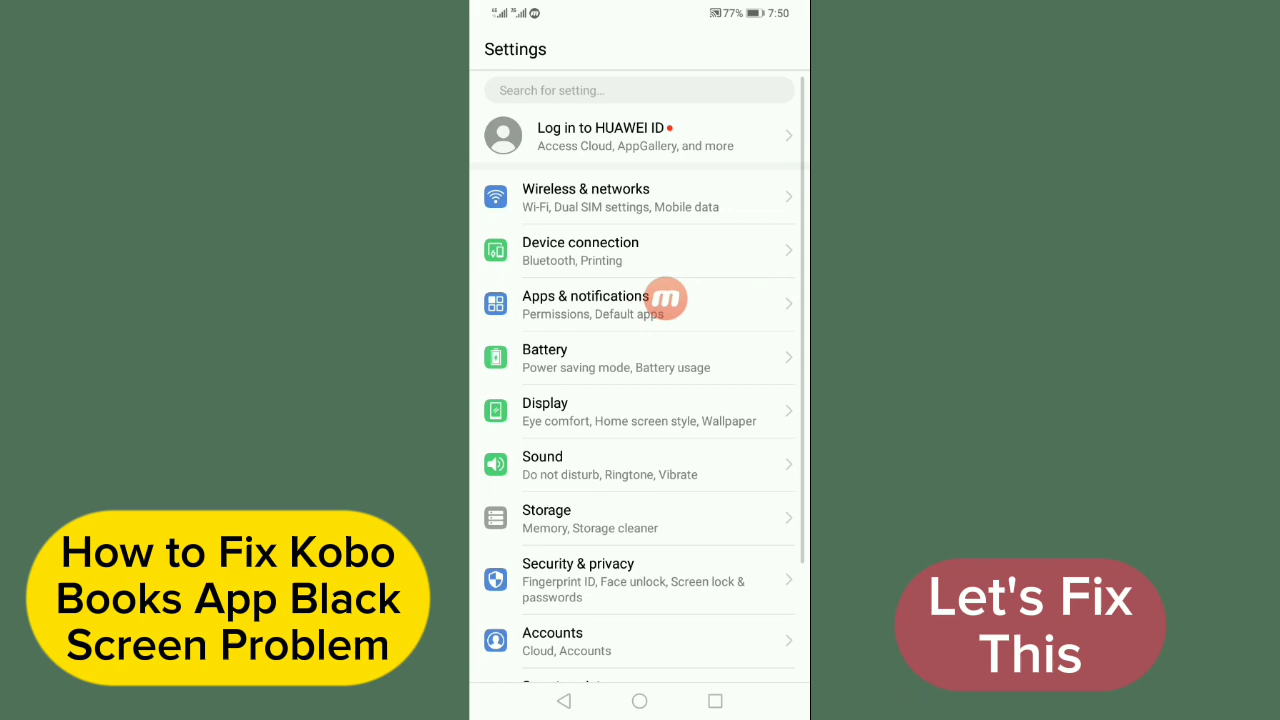 77% 7:50
Settings
Search for setting...
Log in to HUAWEI ID
Access Cloud, AppGallery, and more
Wireless & networks
Wi-Fi, Dual SIM settings, Mobile data
Device connection
Bluetooth, Printing
Apps & notifications
Permissions, Default apps
Battery
Power saving mode, Battery usage
Display
Eye comfort, Home screen style, Wallpaper
Sound
Do not disturb, Ringtone, Vibrate
Storage
Memory, Storage cleaner
Security & privacy
Fingerprint ID, Face unlock, Screen lock &
passwords
Accounts
Cloud, Accounts
How to Fix Kobo
Books App Black
Screen Problem
Let's Fix
This